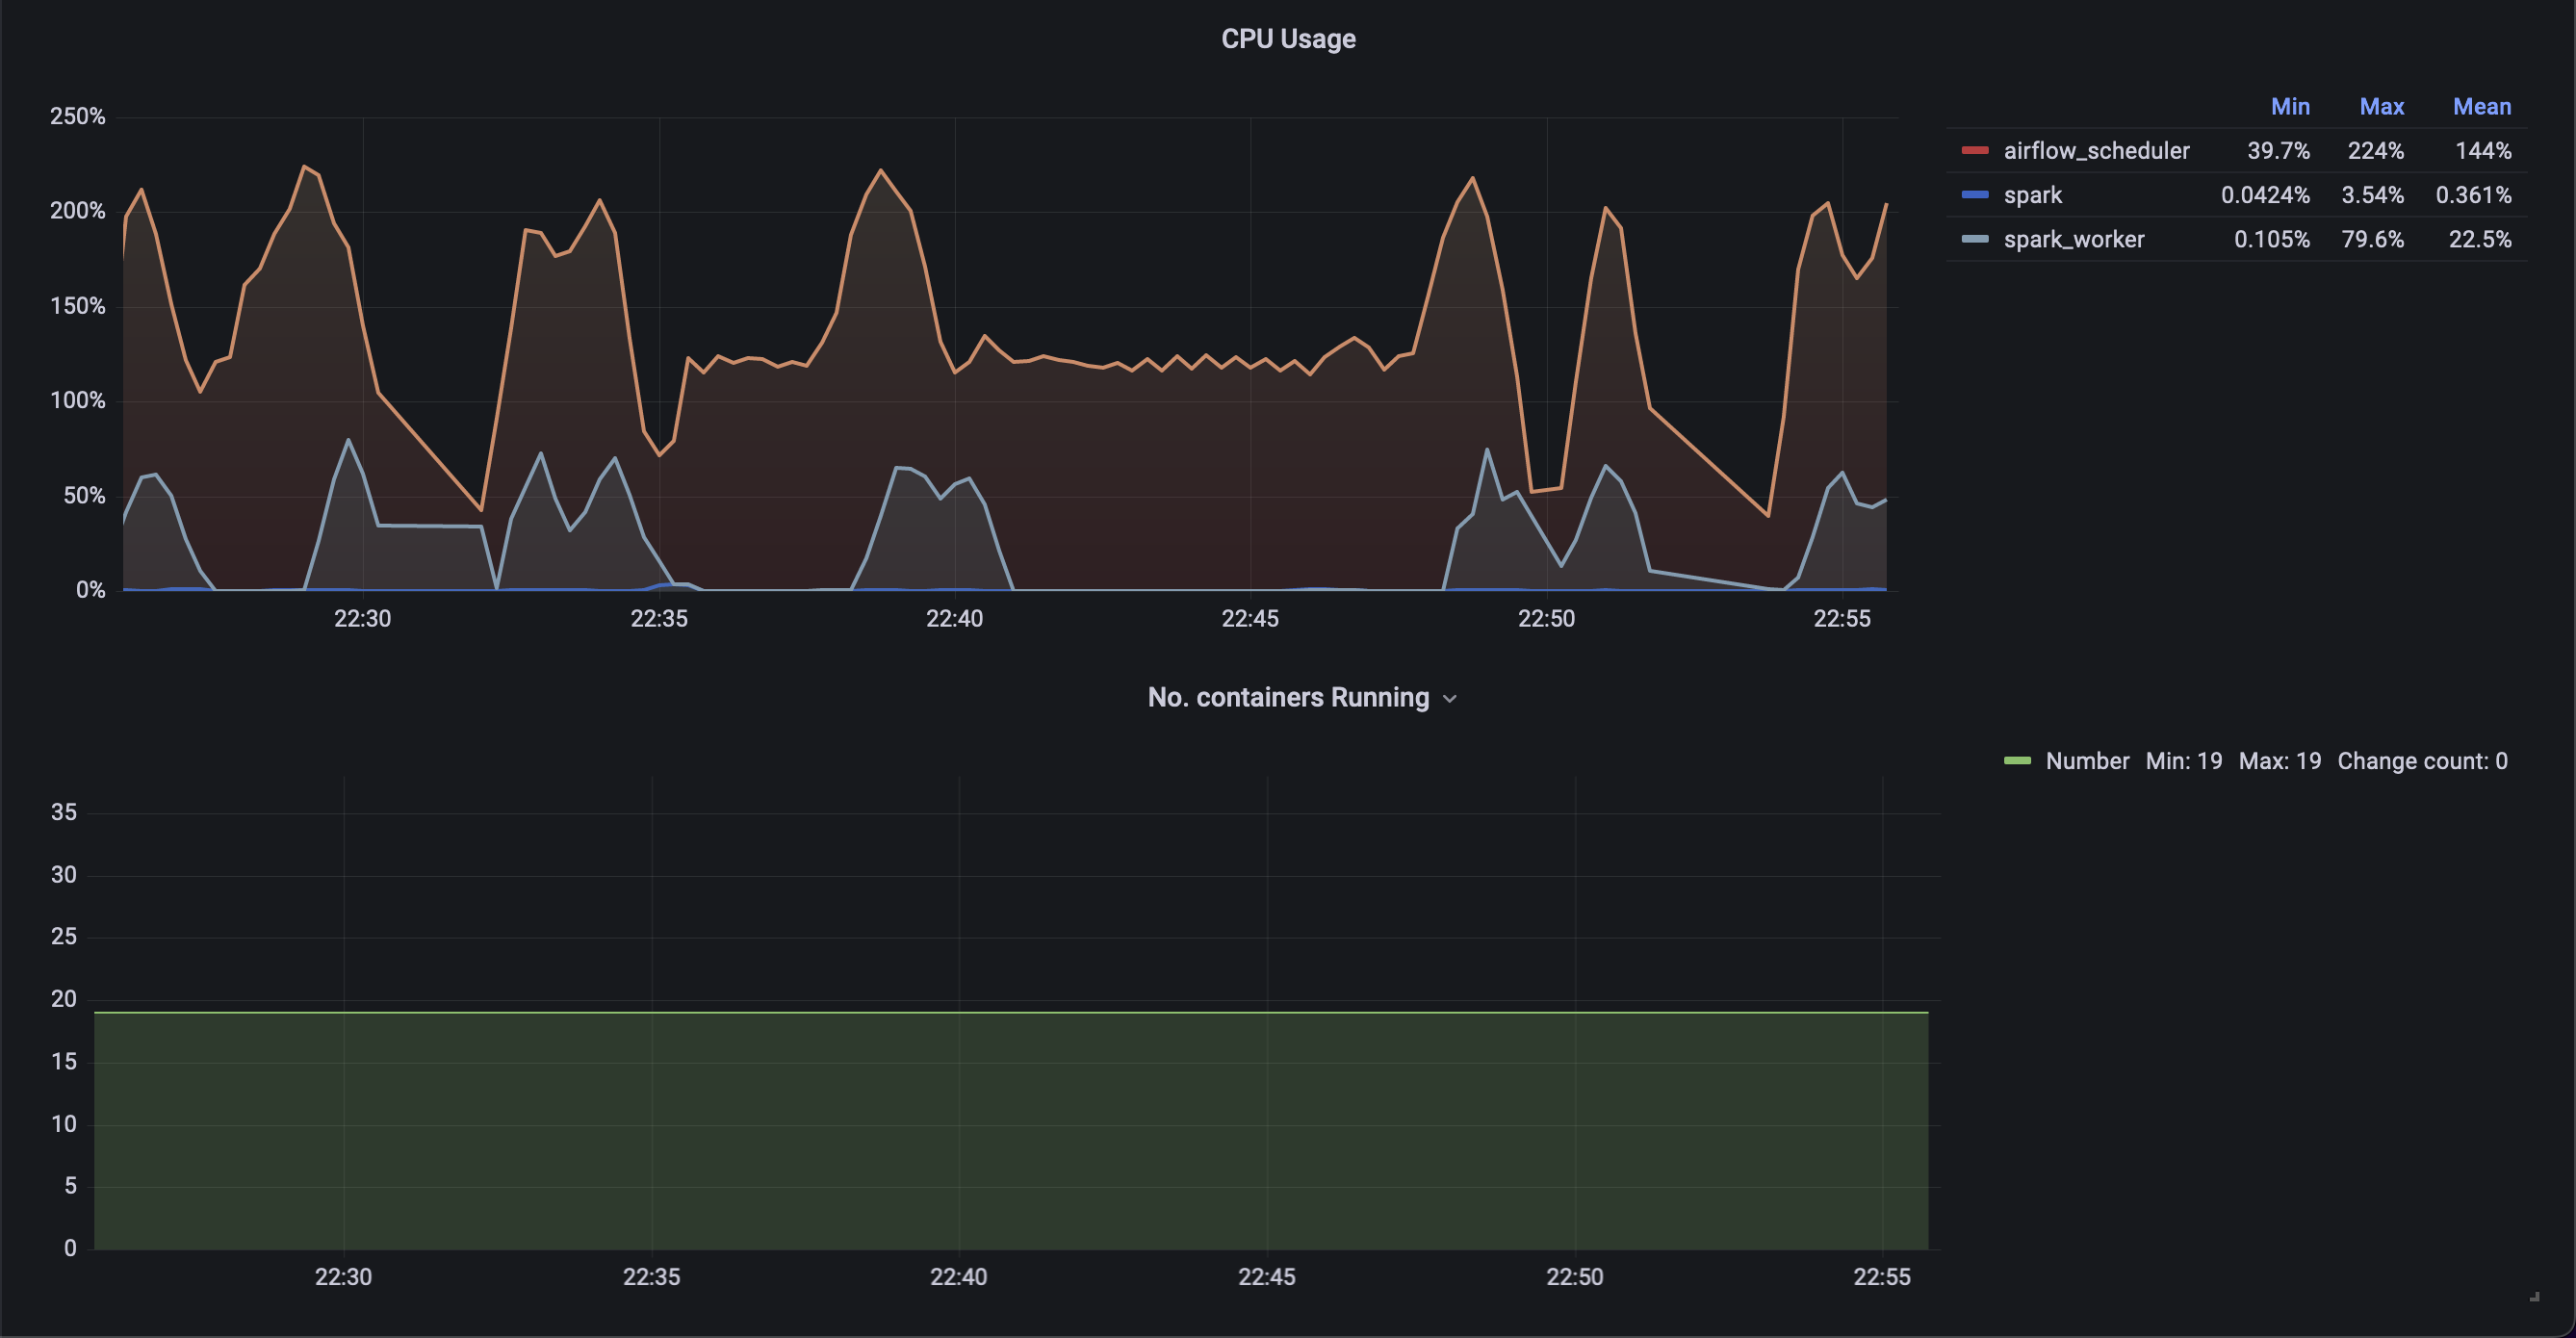 CPU Usage
250%
200%
150%
100%
50%
0%
22:30 22:35 22:40 22:45 22:50 22:55
Min Max Mean
airflow_scheduler 39.7% 224% 144%
spark 0.0424% 3.54% 0.361%
spark_worker 0.105% 79.6% 22.5%
No. containers Running
35
30
25
20
15
10
5
0
22:30 22:35 22:40 22:45 22:50 22:55
Number Min: 19 Max: 19 Change count: 0